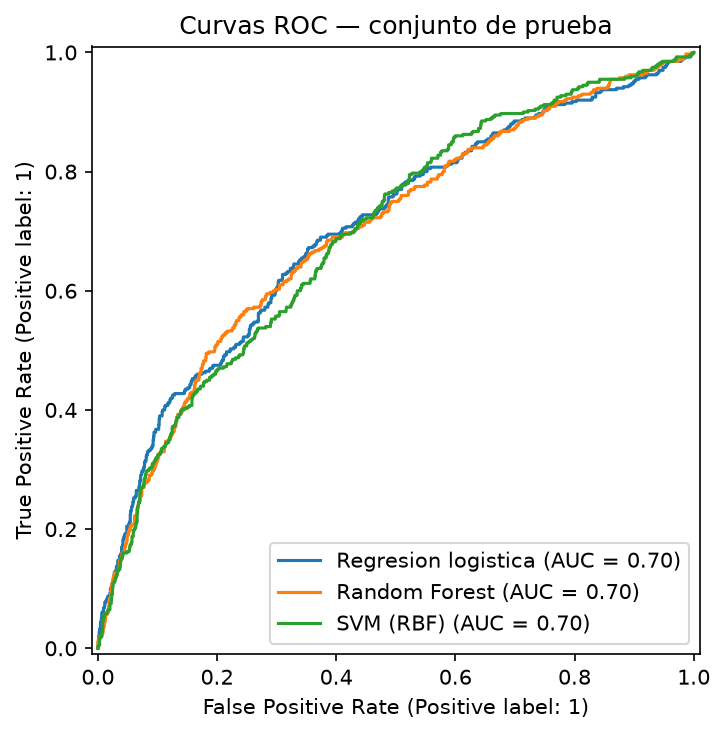 Curvas ROC — conjunto de prueba
True Positive Rate (Positive label: 1)
1.0
0.8
0.6
0.4
0.2
0.0
Regresion logistica (AUC = 0.70)
Random Forest (AUC = 0.70)
SVM (RBF) (AUC = 0.70)
0.0 0.2 0.4 0.6 0.8 1.0
False Positive Rate (Positive label: 1)